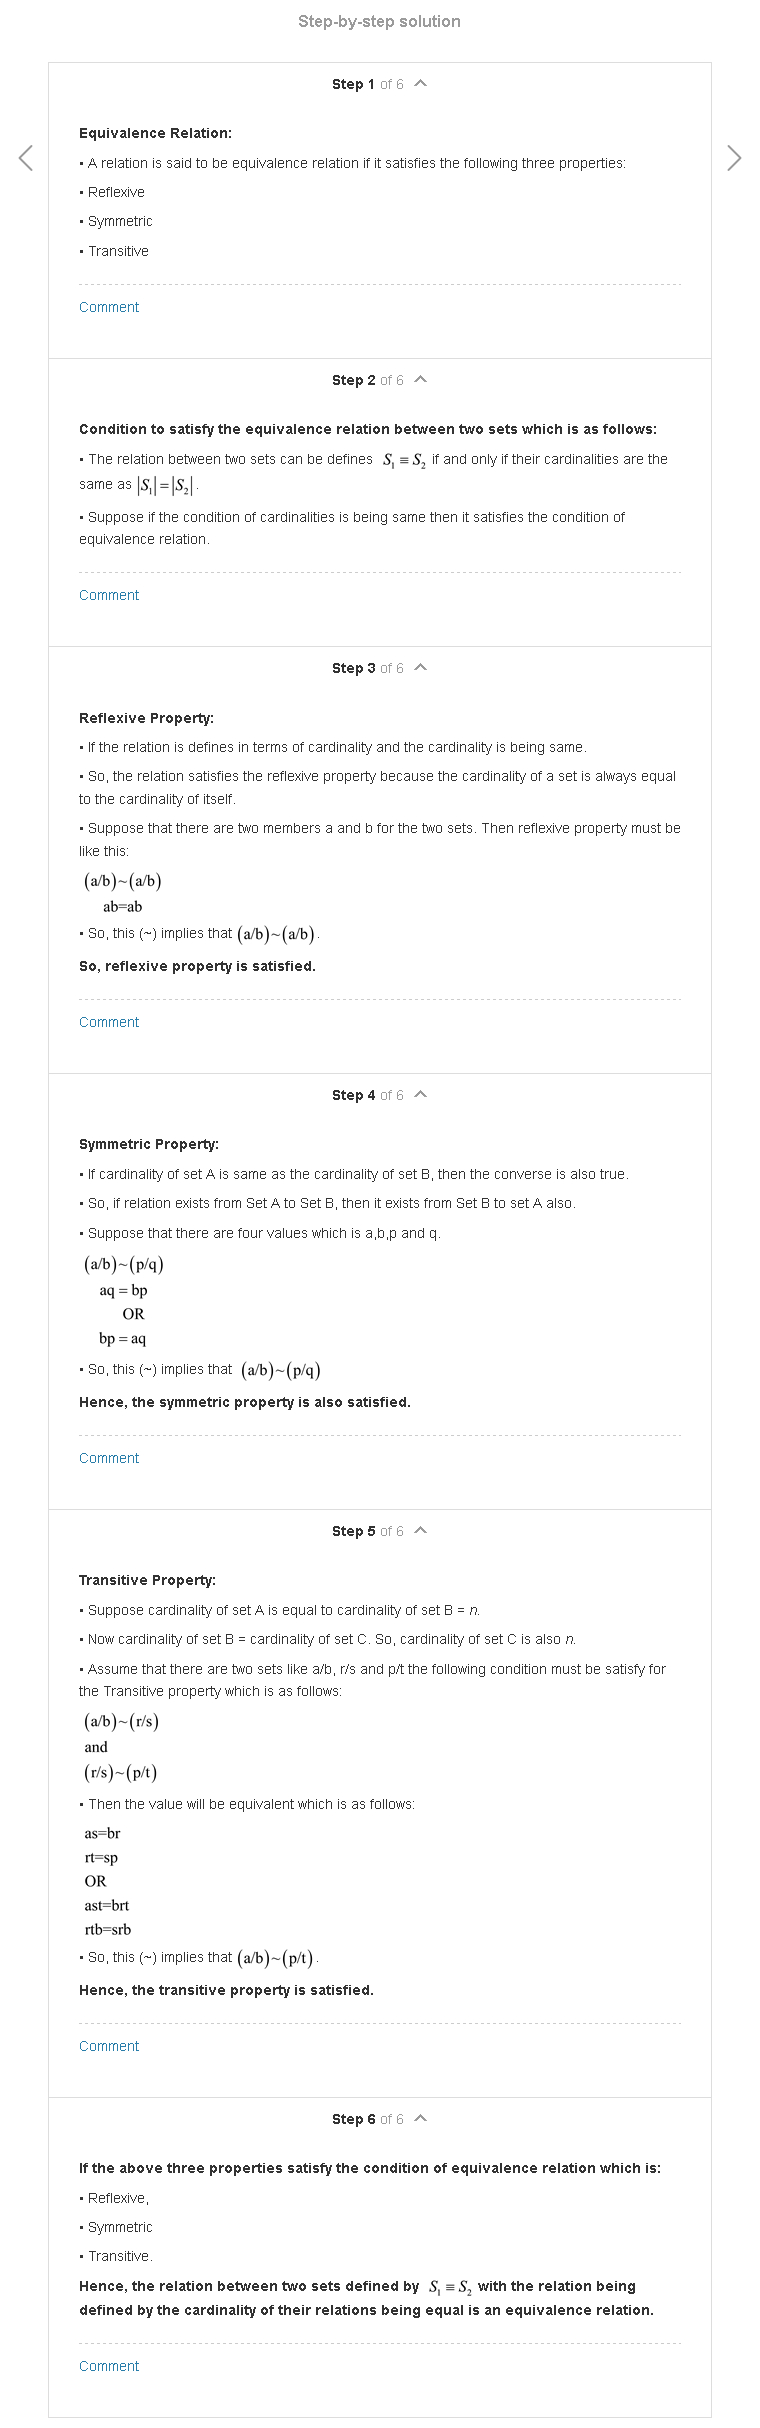 Step-by-step solution
Step 1 of 6
Equivalence Relation:
• A relation is said to be equivalence relation if it satisfies the following three properties:
• Reflexive
• Symmetric
• Transitive
Comment
Step 2 of 6
Condition to satisfy the equivalence relation between two sets which is as follows:
• The relation between two sets can be defines S₁ ≡ S₂ if and only if their cardinalities are the
same as |S₁| = |S₂|.
• Suppose if the condition of cardinalities is being same then it satisfies the condition of
equivalence relation.
Comment
Step 3 of 6
Reflexive Property:
• If the relation is defines in terms of cardinality and the cardinality is being same.
• So, the relation satisfies the reflexive property because the cardinality of a set is always equal
to the cardinality of itself.
• Suppose that there are two members a and b for the two sets. Then reflexive property must be
like this:
(a/b)~(a/b)
ab=ab
• So, this (~) implies that (a/b)~(a/b).
So, reflexive property is satisfied.
Comment
Step 4 of 6
Symmetric Property:
• If cardinality of set A is same as the cardinality of set B, then the converse is also true.
• So, if relation exists from Set A to Set B, then it exists from Set B to set A also.
• Suppose that there are four values which is a,b,p and q.
(a/b)~(p/q)
aq = bp
OR
bp = aq
• So, this (~) implies that (a/b)~(p/q)
Hence, the symmetric property is also satisfied.
Comment
Step 5 of 6
Transitive Property:
• Suppose cardinality of set A is equal to cardinality of set B = n.
• Now cardinality of set B = cardinality of set C. So, cardinality of set C is also n.
• Assume that there are two sets like a/b, r/s and p/t the following condition must be satisfy for
the Transitive property which is as follows:
(a/b)~(r/s)
and
(r/s)~(p/t)
• Then the value will be equivalent which is as follows:
as=br
rt=sp
OR
ast=brt
rtb=srb
• So, this (~) implies that (a/b)~(p/t).
Hence, the transitive property is satisfied.
Comment
Step 6 of 6
If the above three properties satisfy the condition of equivalence relation which is:
• Reflexive,
• Symmetric
• Transitive.
Hence, the relation between two sets defined by S₁ ≡ S₂ with the relation being
defined by the cardinality of their relations being equal is an equivalence relation.
Comment